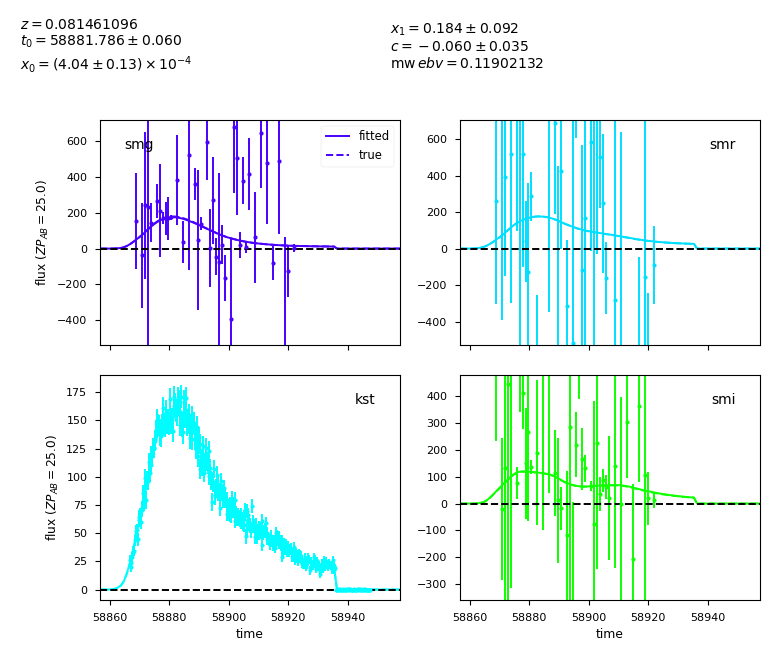 z = 0.081461096
t₀ = 58881.786 ± 0.060
x₀ = (4.04 ± 0.13) × 10⁻⁴
x₁ = 0.184 ± 0.092
c = −0.060 ± 0.035
mw ebv = 0.11902132
600
400
200
0
−200
−400
flux (ZP_AB = 25.0)
smg
fitted
true
600
400
200
0
−200
−400
smr
175
150
125
100
75
50
25
0
flux (ZP_AB = 25.0)
kst
58860 58880 58900 58920 58940
time
400
300
200
100
0
−100
−200
−300
smi
58860 58880 58900 58920 58940
time